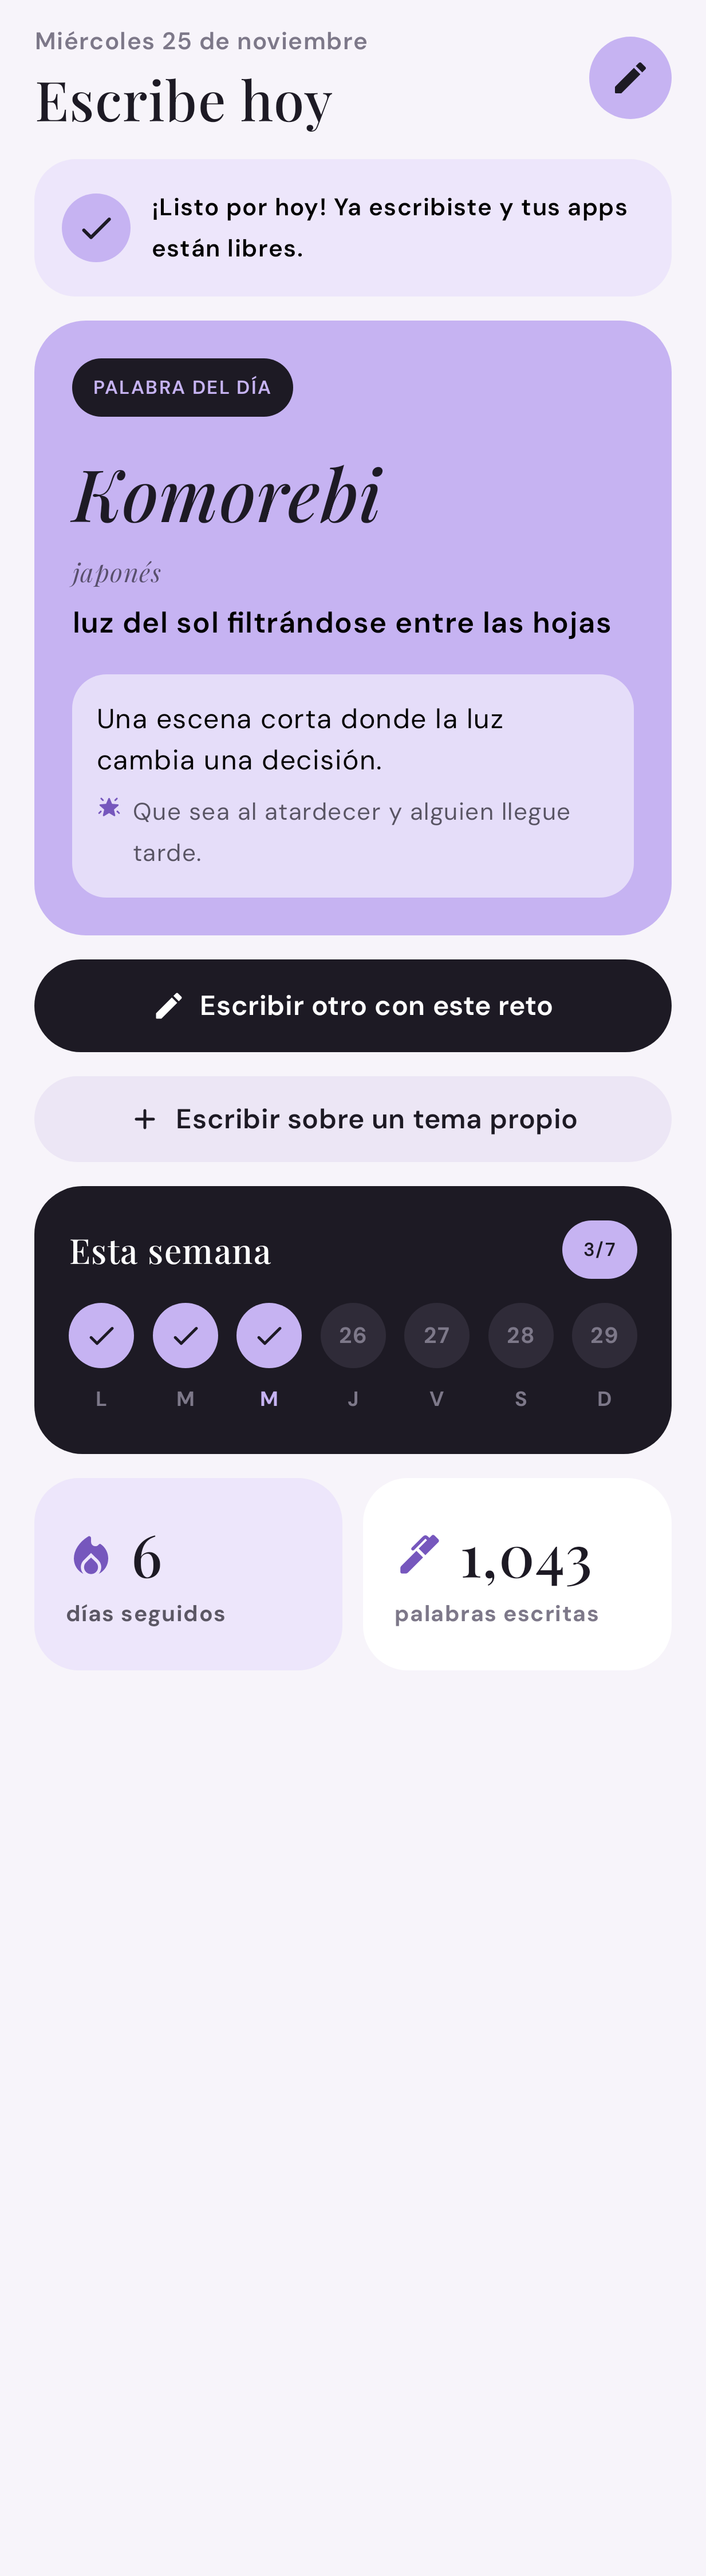 Miércoles 25 de noviembre
Escribe hoy
¡Listo por hoy! Ya escribiste y tus apps
están libres.
PALABRA DEL DÍA
Komorebi
japonés
luz del sol filtrándose entre las hojas
Una escena corta donde la luz
cambia una decisión.
Que sea al atardecer y alguien llegue
tarde.
Escribir otro con este reto
Escribir sobre un tema propio
Esta semana
3/7
26 27 28 29
L M M J V S D
6
días seguidos
1,043
palabras escritas